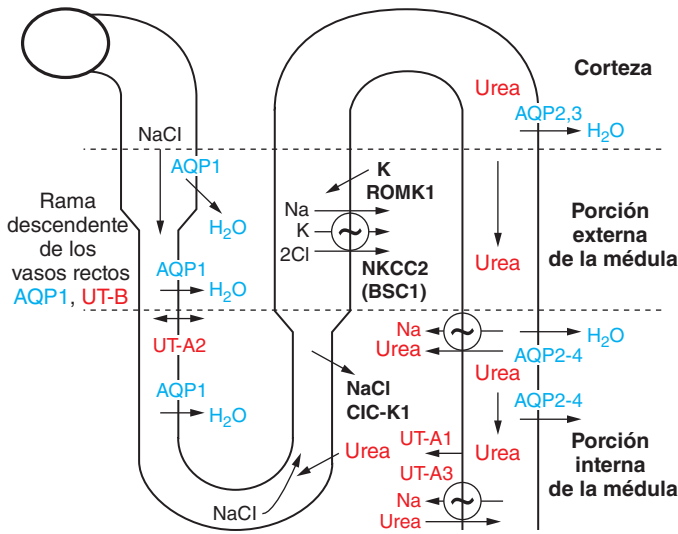 Corteza
Urea
AQP2,3
H₂O
NaCl
AQP1
H₂O
Rama
descendente
de los
vasos rectos
AQP1, UT-B
AQP1
H₂O
K
ROMK1
Na
K
2Cl
~
NKCC2
(BSC1)
Urea
Porción
externa
de la médula
UT-A2
AQP1
H₂O
NaCl
ClC-K1
NaCl
Urea
Na
~
Urea
H₂O
AQP2-4
Urea
AQP2-4
UT-A1
Urea
UT-A3
Na
~
Urea
Porción
interna
de la médula